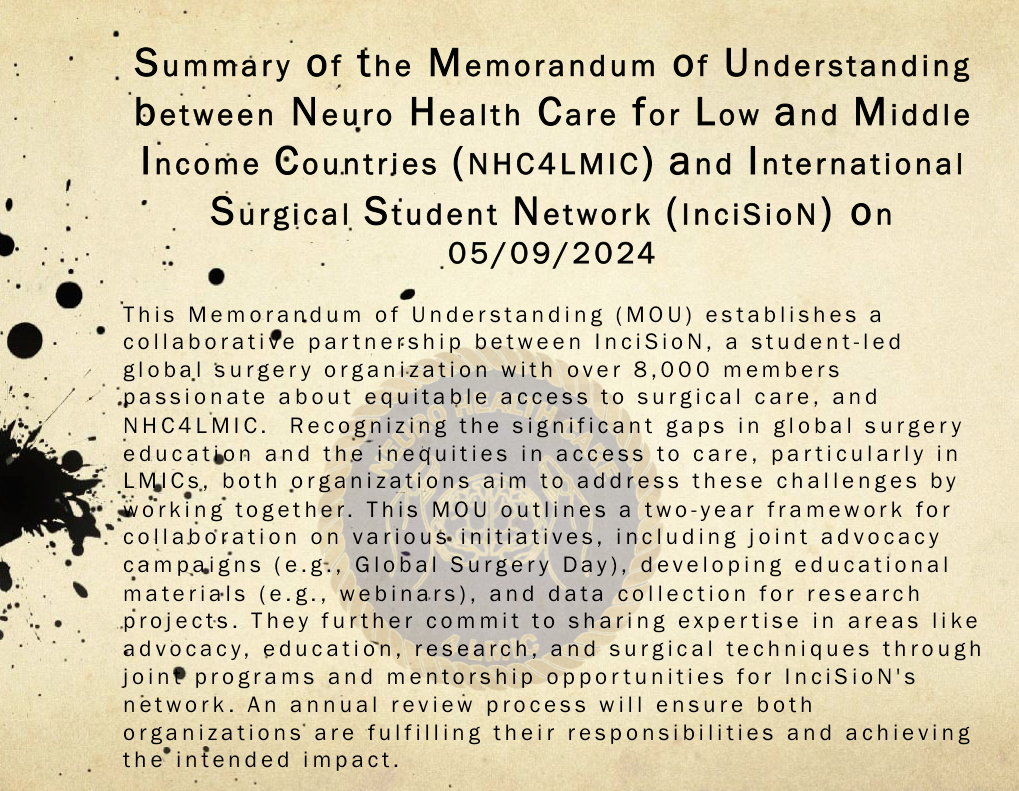 Summary of the Memorandum of Understanding
between Neuro Health Care for Low and Middle
Income Countries (NHC4LMIC) and International
Surgical Student Network (InciSioN) on
05/09/2024
This Memorandum of Understanding (MOU) establishes a
collaborative partnership between InciSioN, a student-led
global surgery organization with over 8,000 members
passionate about equitable access to surgical care, and
NHC4LMIC.  Recognizing the significant gaps in global surgery
education and the inequities in access to care, particularly in
LMICs, both organizations aim to address these challenges by
working together. This MOU outlines a two-year framework for
collaboration on various initiatives, including joint advocacy
campaigns (e.g., Global Surgery Day), developing educational
materials (e.g., webinars), and data collection for research
projects. They further commit to sharing expertise in areas like
advocacy, education, research, and surgical techniques through
joint programs and mentorship opportunities for InciSioN's
network. An annual review process will ensure both
organizations are fulfilling their responsibilities and achieving
the intended impact.
NEURO HEALTH CARE